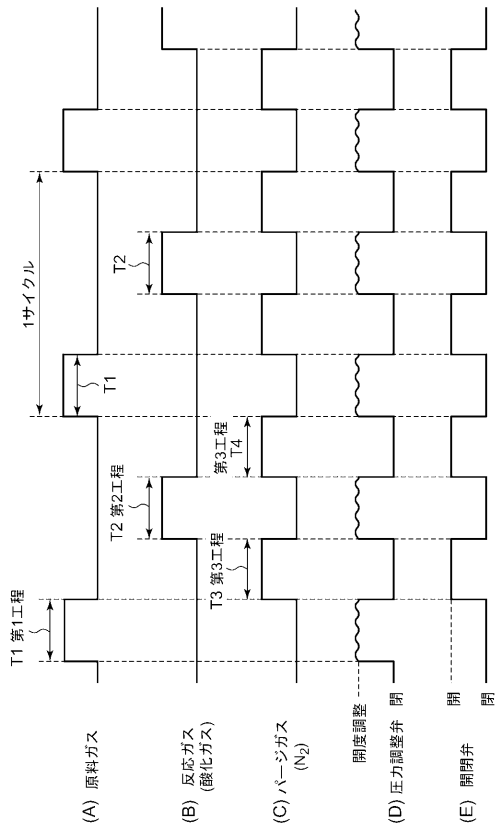 (A) 原料ガス
T1 第1工程
1サイクル
T1
(B) 反応ガス
(酸化ガス)
T2 第2工程
T2
(C) パージガス
(N2)
T3 第3工程
第3工程
T4
開度調整
(D) 圧力調整弁 閉
開
(E) 開閉弁
閉